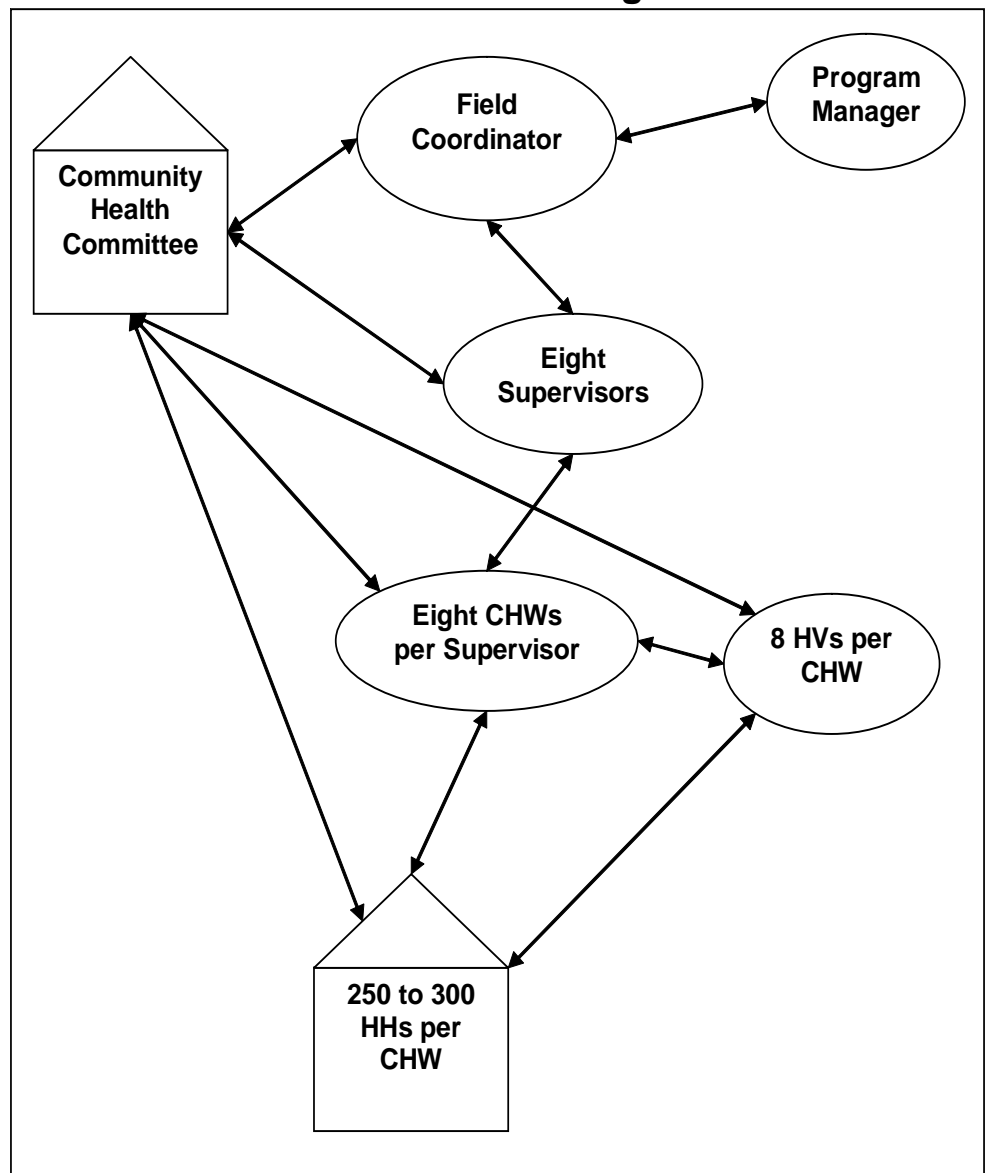 Program
Manager
Field
Coordinator
Community
Health
Committee
Eight
Supervisors
Eight CHWs
per Supervisor
8 HVs per
CHW
250 to 300
HHs per
CHW